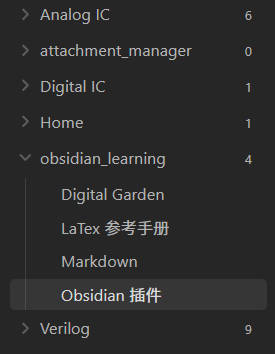 Analog IC 6
attachment_manager 0
Digital IC 1
Home 1
obsidian_learning 4
Digital Garden
LaTex 参考手册
Markdown
Obsidian 插件
Verilog 9